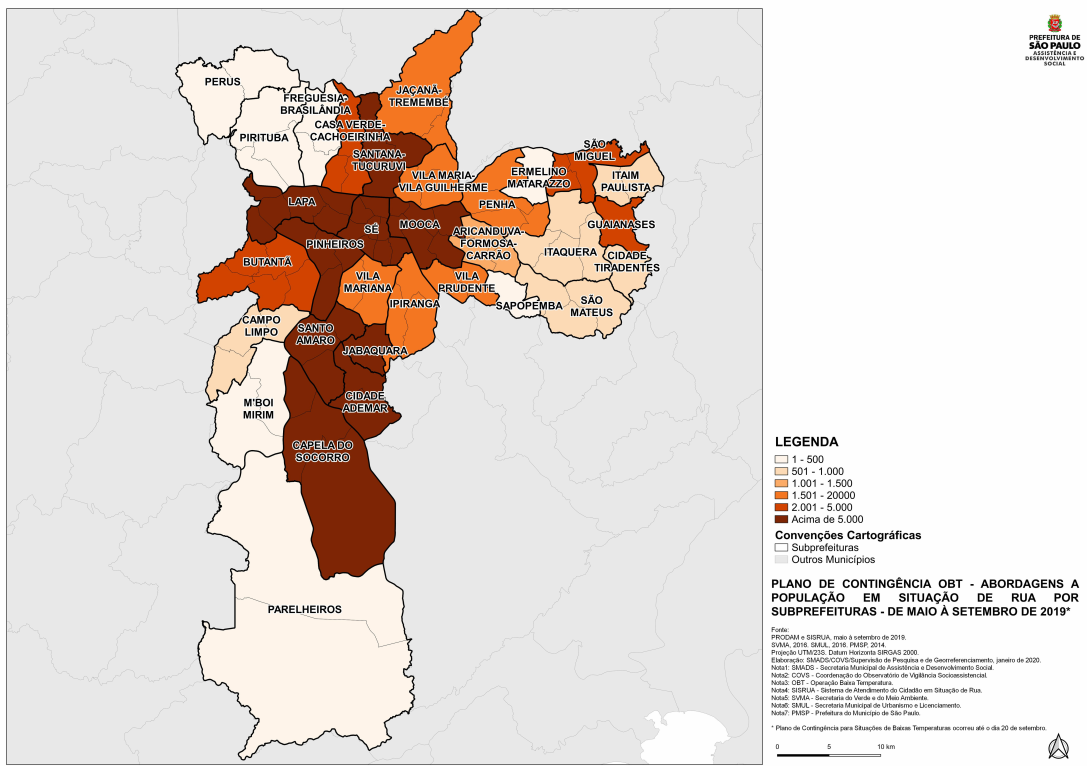 PREFEITURA DE
SÃO PAULO
ASSISTÊNCIA E
DESENVOLVIMENTO
SOCIAL
PERUS
JAÇANÃ-
TREMEMBÉ
FREGUESIA-
BRASILÂNDIA
CASA VERDE-
CACHOEIRINHA
PIRITUBA
SANTANA-
TUCURUVI
SÃO
MIGUEL
VILA MARIA-
VILA GUILHERME
ERMELINO
MATARAZZO
ITAIM
PAULISTA
LAPA
PENHA
SÉ
MOOCA
GUAIANASES
ARICANDUVA-
FORMOSA-
CARRÃO
PINHEIROS
ITAQUERA
CIDADE
TIRADENTES
BUTANTÃ
VILA
MARIANA
VILA
PRUDENTE
IPIRANGA
SAPOPEMBA
SÃO
MATEUS
CAMPO
LIMPO
SANTO
AMARO
JABAQUARA
M'BOI
MIRIM
CIDADE
ADEMAR
CAPELA DO
SOCORRO
PARELHEIROS
LEGENDA
1 - 500
501 - 1.000
1.001 - 1.500
1.501 - 20000
2.001 - 5.000
Acima de 5.000
Convenções Cartográficas
Subprefeituras
Outros Municípios
PLANO DE CONTINGÊNCIA OBT - ABORDAGENS A
POPULAÇÃO EM SITUAÇÃO DE RUA POR
SUBPREFEITURAS - DE MAIO À SETEMBRO DE 2019*
Fonte:
PRODAM e SISRUA, maio à setembro de 2019.
SVMA, 2016. SMUL, 2016. PMSP, 2014.
Projeção UTM/23S. Datum Horizonta SIRGAS 2000.
Elaboração: SMADS/COVS/Supervisão de Pesquisa e de Georreferenciamento, janeiro de 2020.
Nota1: SMADS - Secretaria Municipal de Assistência e Desenvolvimento Social.
Nota2: COVS - Coordenação do Observatório de Vigilância Socioassistencial.
Nota3: OBT - Operação Baixa Temperatura.
Nota4: SISRUA - Sistema de Atendimento do Cidadão em Situação de Rua.
Nota5: SVMA - Secretaria do Verde e do Meio Ambiente.
Nota6: SMUL - Secretaria Municipal de Urbanismo e Licenciamento.
Nota7: PMSP - Prefeitura do Município de São Paulo.
* Plano de Contingência para Situações de Baixas Temperaturas ocorreu até o dia 20 de setembro.
0 5 10 km